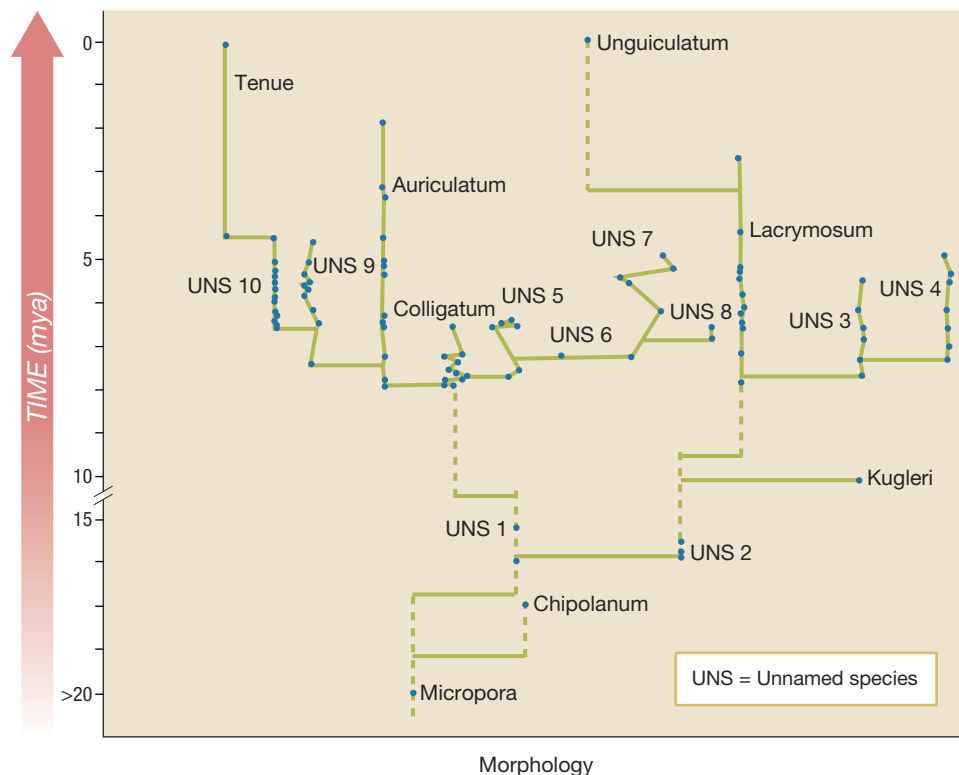 0
Unguiculatum
Tenue
Auriculatum
Lacrymosum
UNS 7
5
UNS 9
UNS 10
UNS 4
UNS 5
Colligatum
UNS 8
UNS 3
UNS 6
TIME (mya)
10
Kugleri
15
UNS 1
UNS 2
Chipolanum
>20
Micropora
UNS = Unnamed species
Morphology